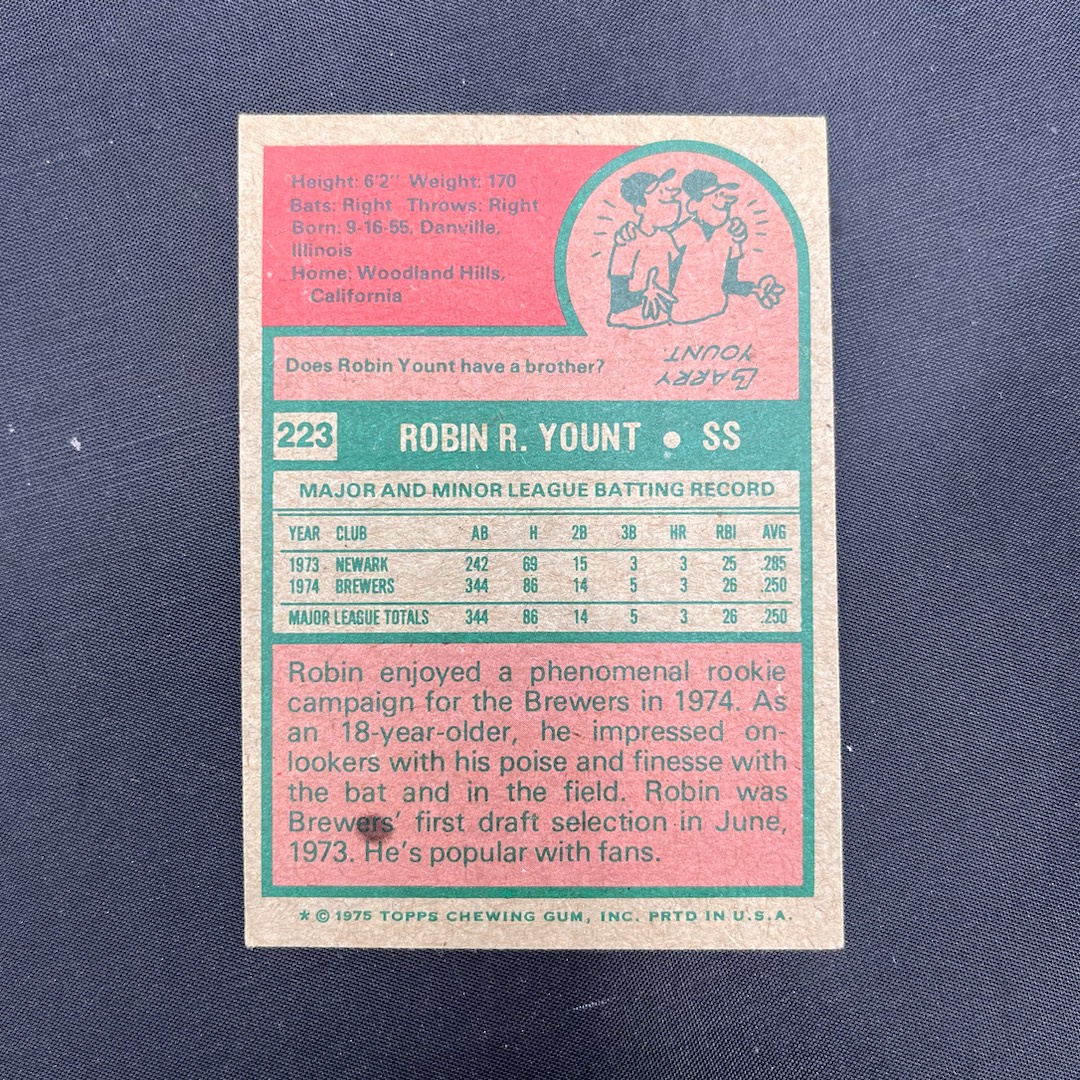 Height: 6'2" Weight: 170
Bats: Right Throws: Right
Born: 9-16-55, Danville,
Illinois
Home: Woodland Hills,
California
Does Robin Yount have a brother?
LARRY
YOUNT.
223 ROBIN R. YOUNT • SS
MAJOR AND MINOR LEAGUE BATTING RECORD
YEAR CLUB AB H 2B 3B HR RBI AVG
1973 NEWARK 242 69 15 3 3 25 .285
1974 BREWERS 344 86 14 5 3 26 .250
MAJOR LEAGUE TOTALS 344 86 14 5 3 26 .250
Robin enjoyed a phenomenal rookie
campaign for the Brewers in 1974. As
an 18-year-older, he impressed on-
lookers with his poise and finesse with
the bat and in the field. Robin was
Brewers' first draft selection in June,
1973. He's popular with fans.
* © 1975 TOPPS CHEWING GUM, INC. PRTD IN U.S.A.